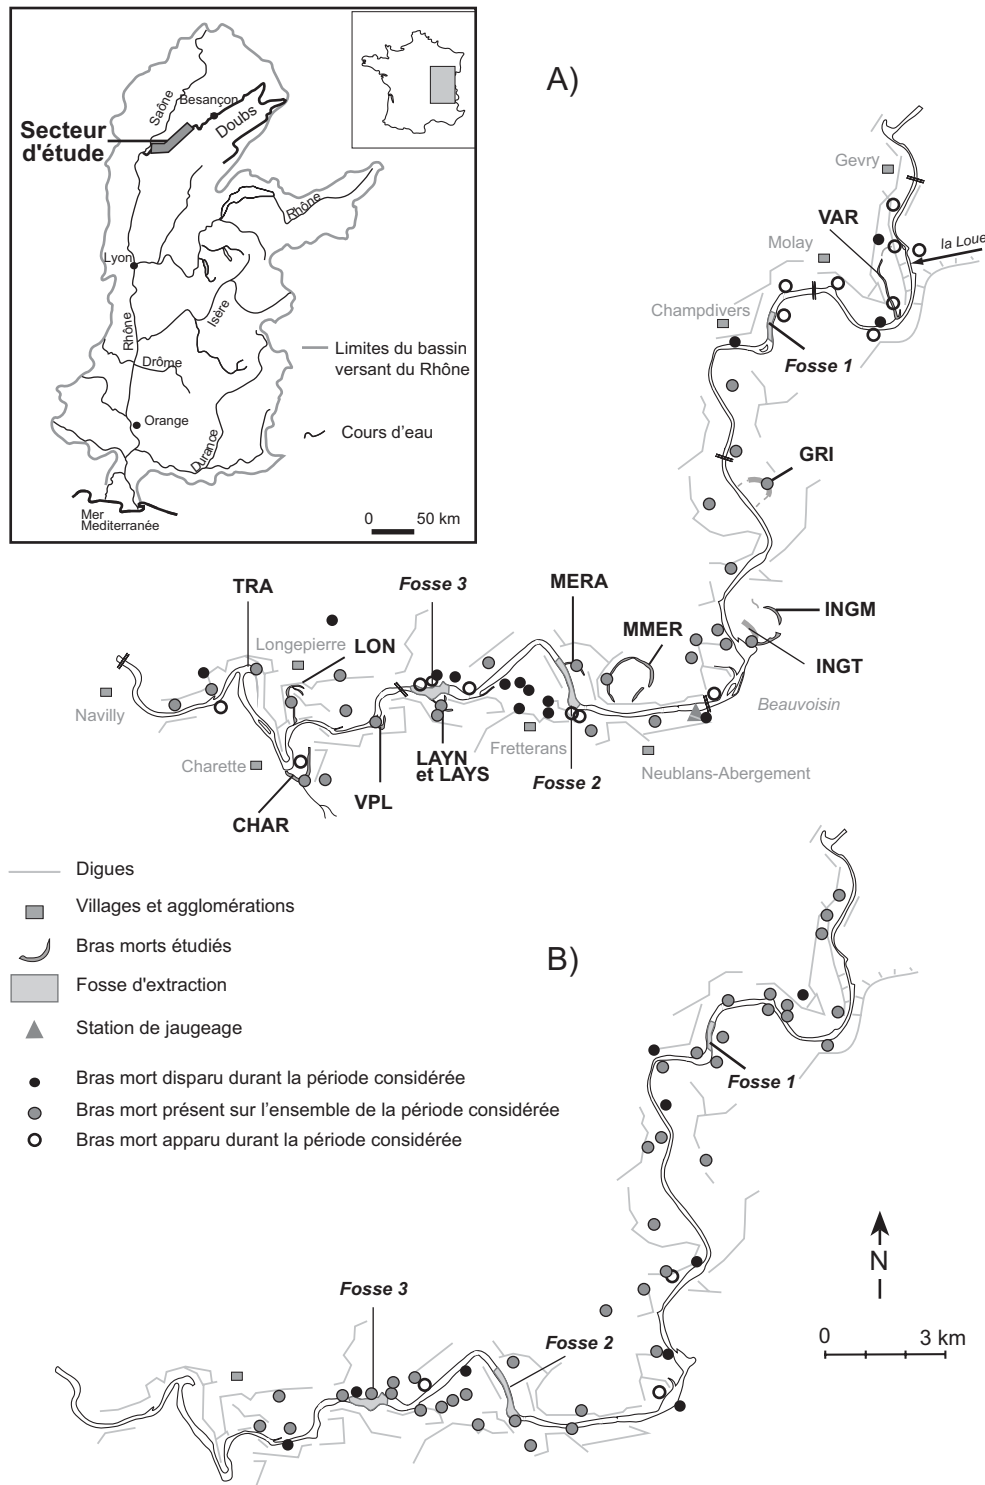 Saône
Besançon
Doubs
Secteur
d'étude
Rhône
Lyon
Isère
Rhône
Drôme
Limites du bassin
versant du Rhône
Orange
Cours d'eau
Durance
Mer
Mediterranée
0 50 km
A)
Gevry
VAR
Molay
la Loue
Champdivers
Fosse 1
GRI
TRA
Fosse 3
MERA
INGM
MMER
Longepierre
LON
INGT
Navilly
Beauvoisin
Fretterans
Charette
LAYN
et LAYS
Fosse 2
Neublans-Abergement
VPL
CHAR
Digues
Villages et agglomérations
Bras morts étudiés
Fosse d'extraction
Station de jaugeage
Bras mort disparu durant la période considérée
Bras mort présent sur l'ensemble de la période considérée
Bras mort apparu durant la période considérée
B)
Fosse 1
N
Fosse 3
Fosse 2
0 3 km